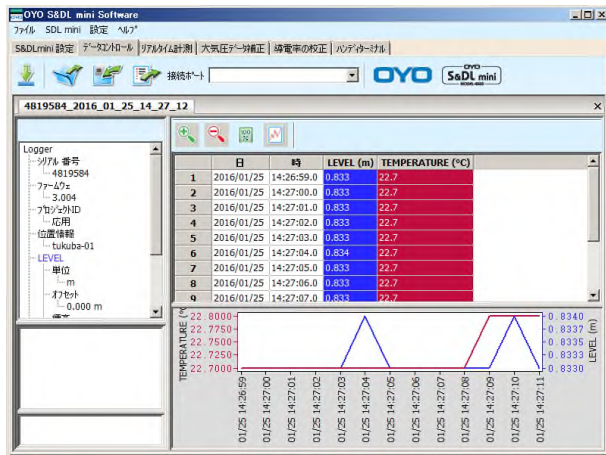 OYO S&DL mini Software
ファイル SDL mini 設定 ヘルプ
S&DLmini 設定 データコントロール リアルタイム計測 大気圧データ補正 導電率の校正 ハンディターミナル
接続ポート OYO S&DL mini
4819584_2016_01_25_14_27_12 ×
100 %
Logger
シリアル 番号
4819584
ファームウェ
3.004
プロジェクトID
応用
位置情報
tukuba-01
LEVEL
単位
m
オフセット
0.000 m
標高
日 時 LEVEL (m) TEMPERATURE (°C)
1 2016/01/25 14:26:59.0 0.833 22.7
2 2016/01/25 14:27:00.0 0.833 22.7
3 2016/01/25 14:27:01.0 0.833 22.7
4 2016/01/25 14:27:02.0 0.833 22.7
5 2016/01/25 14:27:03.0 0.833 22.7
6 2016/01/25 14:27:04.0 0.834 22.7
7 2016/01/25 14:27:05.0 0.833 22.7
8 2016/01/25 14:27:06.0 0.833 22.7
9 2016/01/25 14:27:07.0 0.833 22.7
TEMPERATURE (°C
22.8000
22.7750
22.7500
22.7250
22.7000
0.8340
0.8337
0.8335
0.8333
0.8330
LEVEL (m)
01/25 14:26:59
01/25 14:27:00
01/25 14:27:01
01/25 14:27:02
01/25 14:27:03
01/25 14:27:04
01/25 14:27:05
01/25 14:27:06
01/25 14:27:07
01/25 14:27:08
01/25 14:27:09
01/25 14:27:10
01/25 14:27:11